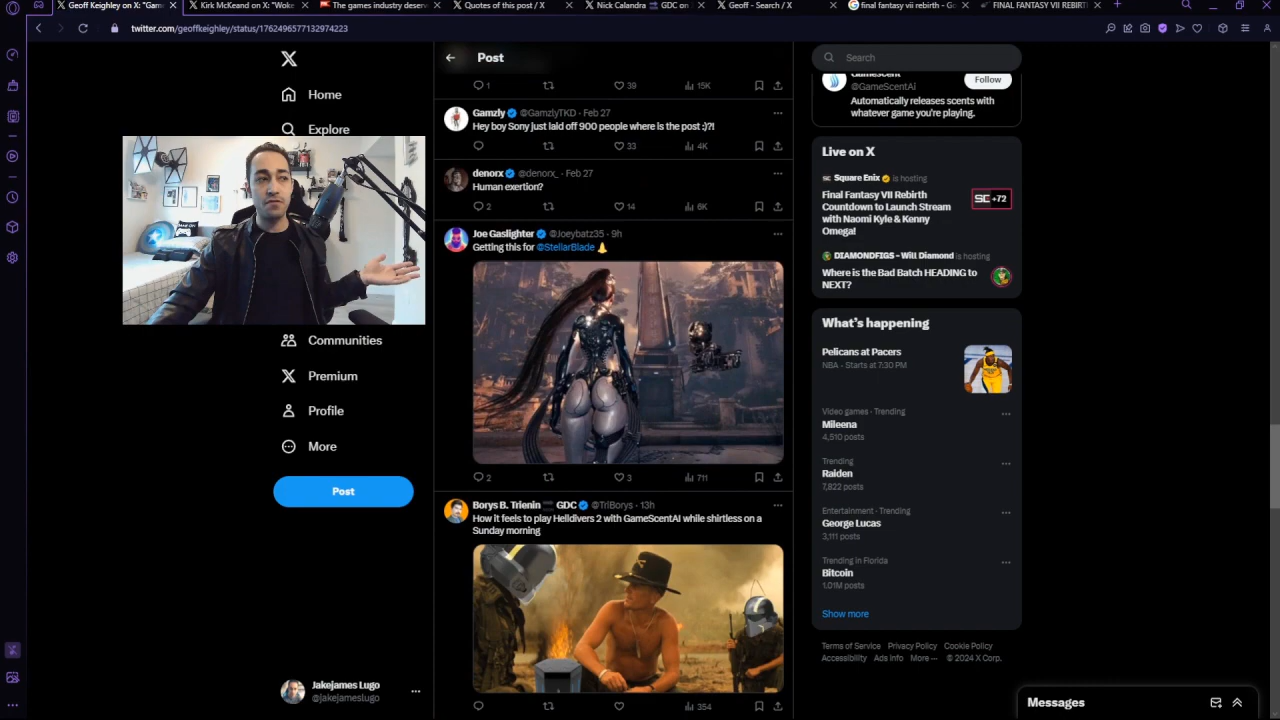 Geoff Keighley on X: "Gam
Kirk McKeand on X: "Woke
The games industry deser
Quotes of this post / X
Nick Calandra
GDC on
Geoff - Search / X
final fantasy vii rebirth - Go
FINAL FANTASY VII REBIRT
twitter.com/geoffkeighley/status/1762496577132974223
Home
Explore
Communities
Premium
Profile
More
Post
Jakejames Lugo
@jakejameslugo
Post
1
39
15K
Gamzly @GamzlyTKD · Feb 27
Hey boy Sony just laid off 900 people where is the post :)?!
33
4K
denorx @denorx_ · Feb 27
Human exertion?
2
14
6K
Joe Gaslighter @Joeybatz35 · 9h
Getting this for @StellarBlade 👃
2
3
711
Borys B. Trienin GDC @TriBorys · 13h
How it feels to play Helldivers 2 with GameScentAI while shirtless on a
Sunday morning
354
Search
GameScent
@GameScentAi
Follow
Automatically releases scents with
whatever game you're playing.
Live on X
Square Enix is hosting
Final Fantasy VII Rebirth
Countdown to Launch Stream
with Naomi Kyle & Kenny
Omega!
SC +72
DIAMONDFIGS - Will Diamond is hosting
Where is the Bad Batch HEADING to
NEXT?
What's happening
Pelicans at Pacers
NBA · Starts at 7:30 PM
Video games · Trending
Mileena
4,510 posts
Trending
Raiden
7,822 posts
Entertainment · Trending
George Lucas
3,111 posts
Trending in Florida
Bitcoin
1.01M posts
Show more
Terms of Service Privacy Policy Cookie Policy
Accessibility Ads info More ··· © 2024 X Corp.
Messages